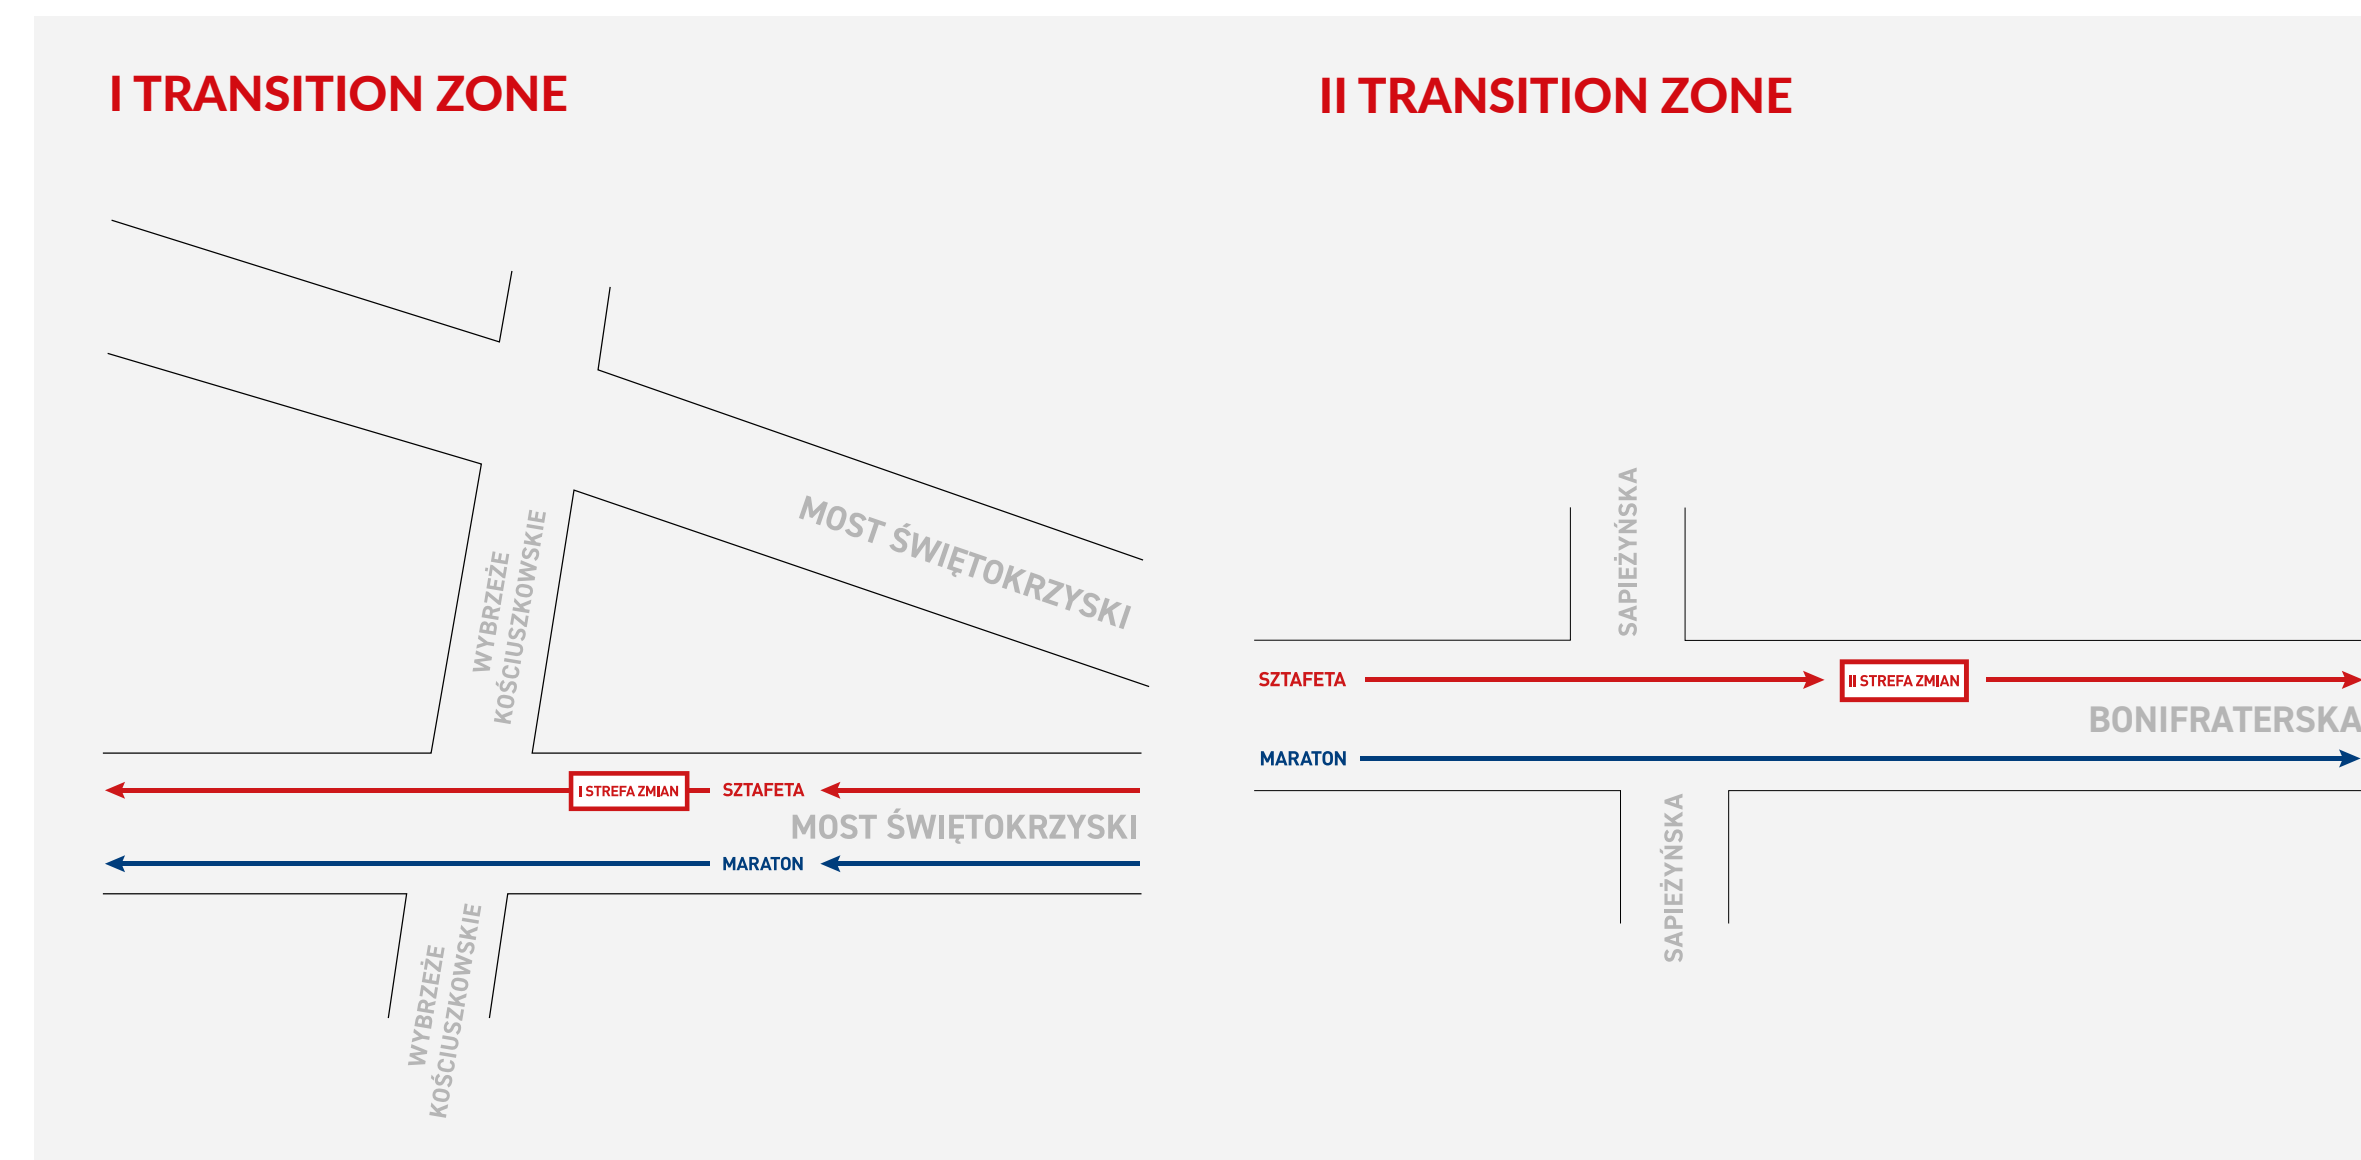 I TRANSITION ZONE
MOST ŚWIĘTOKRZYSKI
WYBRZEŻE
KOŚCIUSZKOWSKIE
I STREFA ZMIAN
SZTAFETA
MOST ŚWIĘTOKRZYSKI
MARATON
WYBRZEŻE
KOŚCIUSZKOWSKIE
II TRANSITION ZONE
SAPIEŻYŃSKA
SZTAFETA
II STREFA ZMIAN
BONIFRATERSKA
MARATON
SAPIEŻYŃSKA